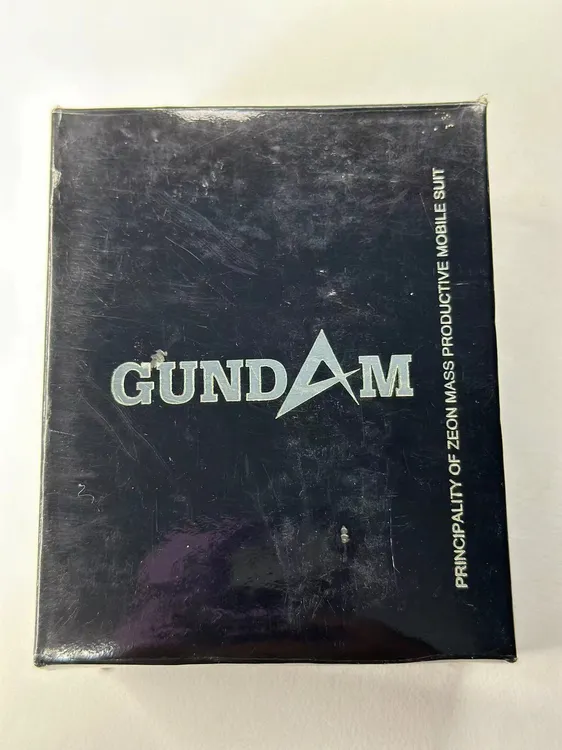 GUNDAM
PRINCIPALITY OF ZEON MASS PRODUCTIVE MOBILE SUIT